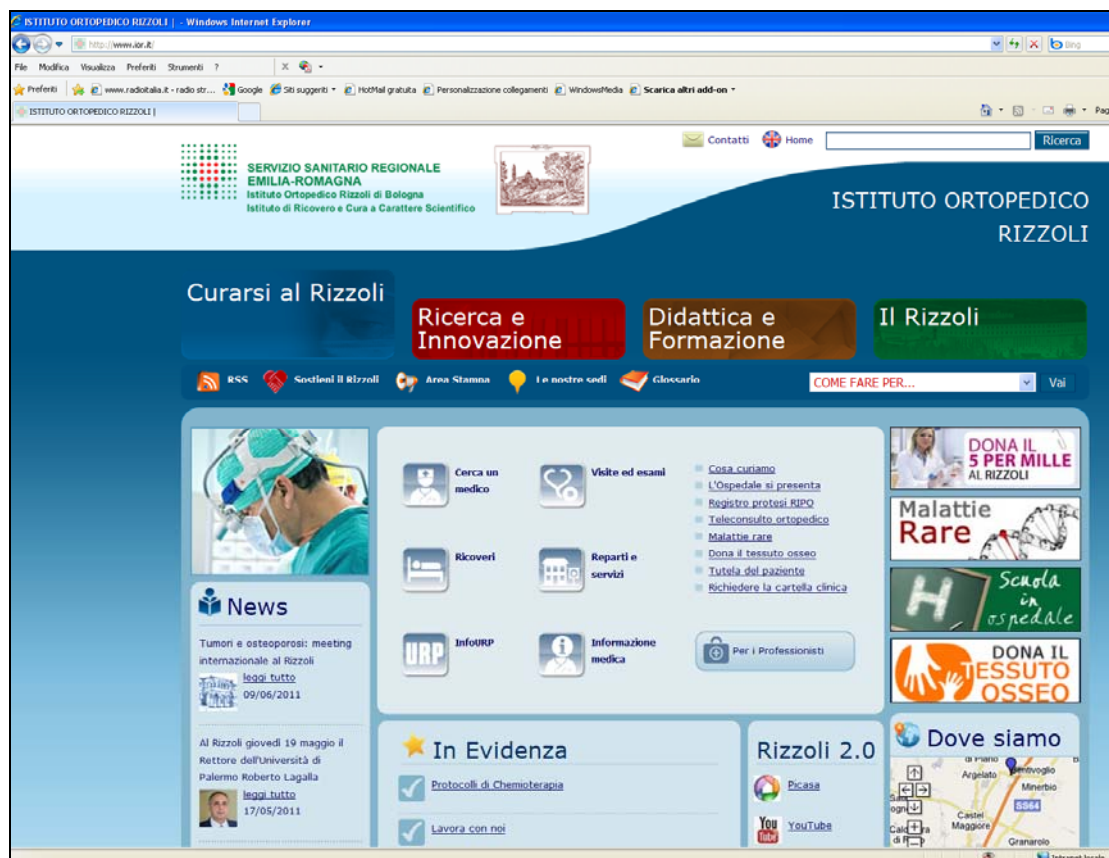 ISTITUTO ORTOPEDICO RIZZOLI | - Windows Internet Explorer
http://www.ior.it/
Bing
File Modifica Visualizza Preferiti Strumenti ?
Preferiti www.radioitalia.it - radio str... Google Siti suggeriti HotMail gratuita Personalizzazione collegamenti WindowsMedia Scarica altri add-on
ISTITUTO ORTOPEDICO RIZZOLI |
Pag
Contatti Home Ricerca
SERVIZIO SANITARIO REGIONALE
EMILIA-ROMAGNA
Istituto Ortopedico Rizzoli di Bologna
Istituto di Ricovero e Cura a Carattere Scientifico
ISTITUTO ORTOPEDICO
RIZZOLI
Curarsi al Rizzoli
Ricerca e
Innovazione
Didattica e
Formazione
Il Rizzoli
RSS Sostieni il Rizzoli Area Stampa Le nostre sedi Glossario
COME FARE PER... Vai
Cerca un
medico
Visite ed esami
Ricoveri
Reparti e
servizi
URP
InfoURP
Informazione
medica
Cosa curiamo
L'Ospedale si presenta
Registro protesi RIPO
Teleconsulto ortopedico
Malattie rare
Dona il tessuto osseo
Tutela del paziente
Richiedere la cartella clinica
Per i Professionisti
DONA IL
5 PER MILLE
AL RIZZOLI
Malattie
Rare
H
Scuola
in
ospedale
DONA IL
TESSUTO
OSSEO
News
Tumori e osteoporosi: meeting
internazionale al Rizzoli
leggi tutto
09/06/2011
Al Rizzoli giovedì 19 maggio il
Rettore dell'Università di
Palermo Roberto Lagalla
leggi tutto
17/05/2011
In Evidenza
Protocolli di Chemioterapia
Lavora con noi
Rizzoli 2.0
Picasa
You
Tube
YouTube
Dove siamo
Argelato
Bentivoglio
Minerbio
SS64
Castel
Maggiore
Granarolo
Intranet locale